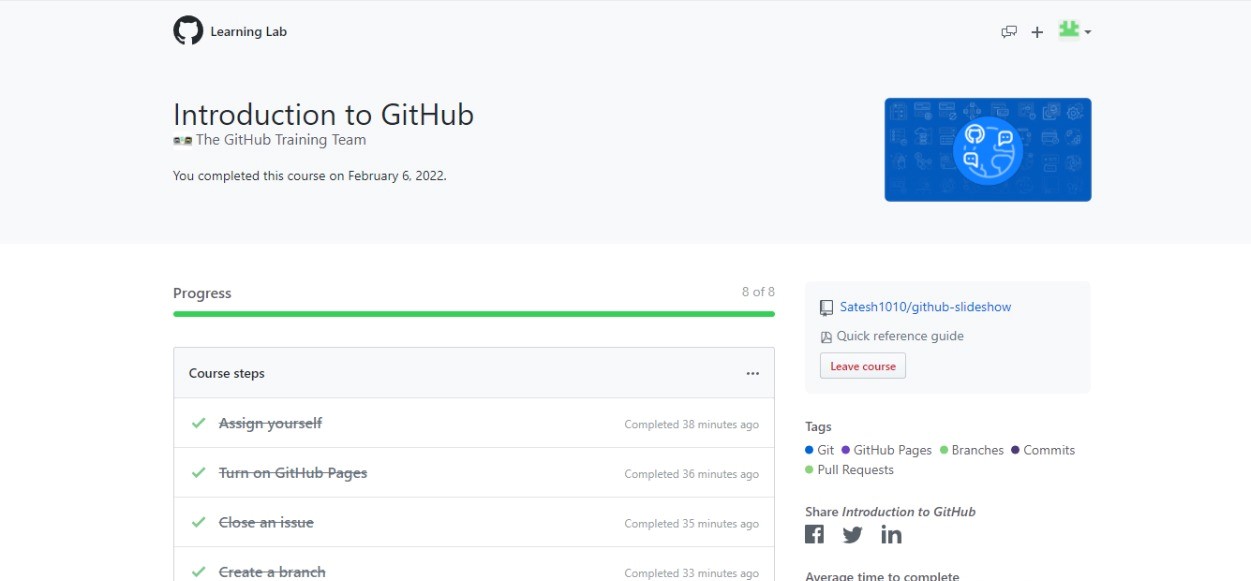 Learning Lab
Introduction to GitHub
The GitHub Training Team
You completed this course on February 6, 2022.
Progress
8 of 8
Course steps
...
Assign yourself
Completed 38 minutes ago
Turn on GitHub Pages
Completed 36 minutes ago
Close an issue
Completed 35 minutes ago
Create a branch
Completed 33 minutes ago
Satesh1010/github-slideshow
Quick reference guide
Leave course
Tags
Git GitHub Pages Branches Commits
Pull Requests
Share Introduction to GitHub
Average time to complete